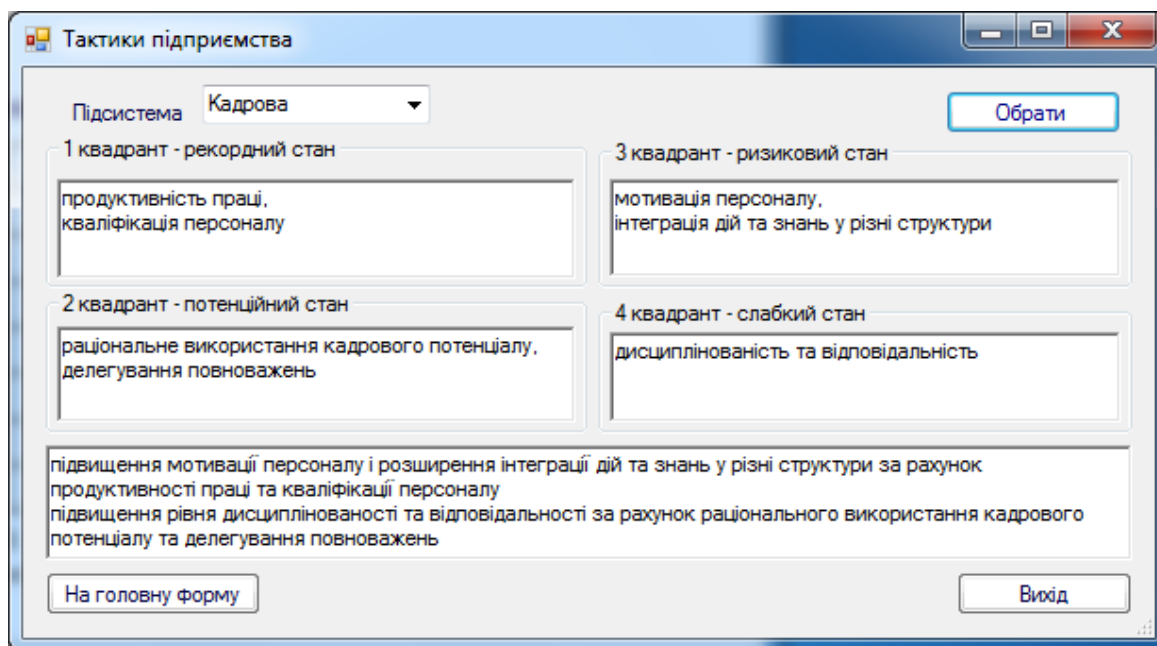 Тактики підприємства
Підсистема Кадрова
Обрати
1 квадрант - рекордний стан
продуктивність праці,
кваліфікація персоналу
3 квадрант - ризиковий стан
мотивація персоналу,
інтеграція дій та знань у різні структури
2 квадрант - потенційний стан
раціональне використання кадрового потенціалу,
делегування повноважень
4 квадрант - слабкий стан
дисциплінованість та відповідальність
підвищення мотивації персоналу і розширення інтеграції дій та знань у різні структури за рахунок
продуктивності праці та кваліфікації персоналу
підвищення рівня дисциплінованості та відповідальності за рахунок раціонального використання кадрового
потенціалу та делегування повноважень
На головну форму
Вихід